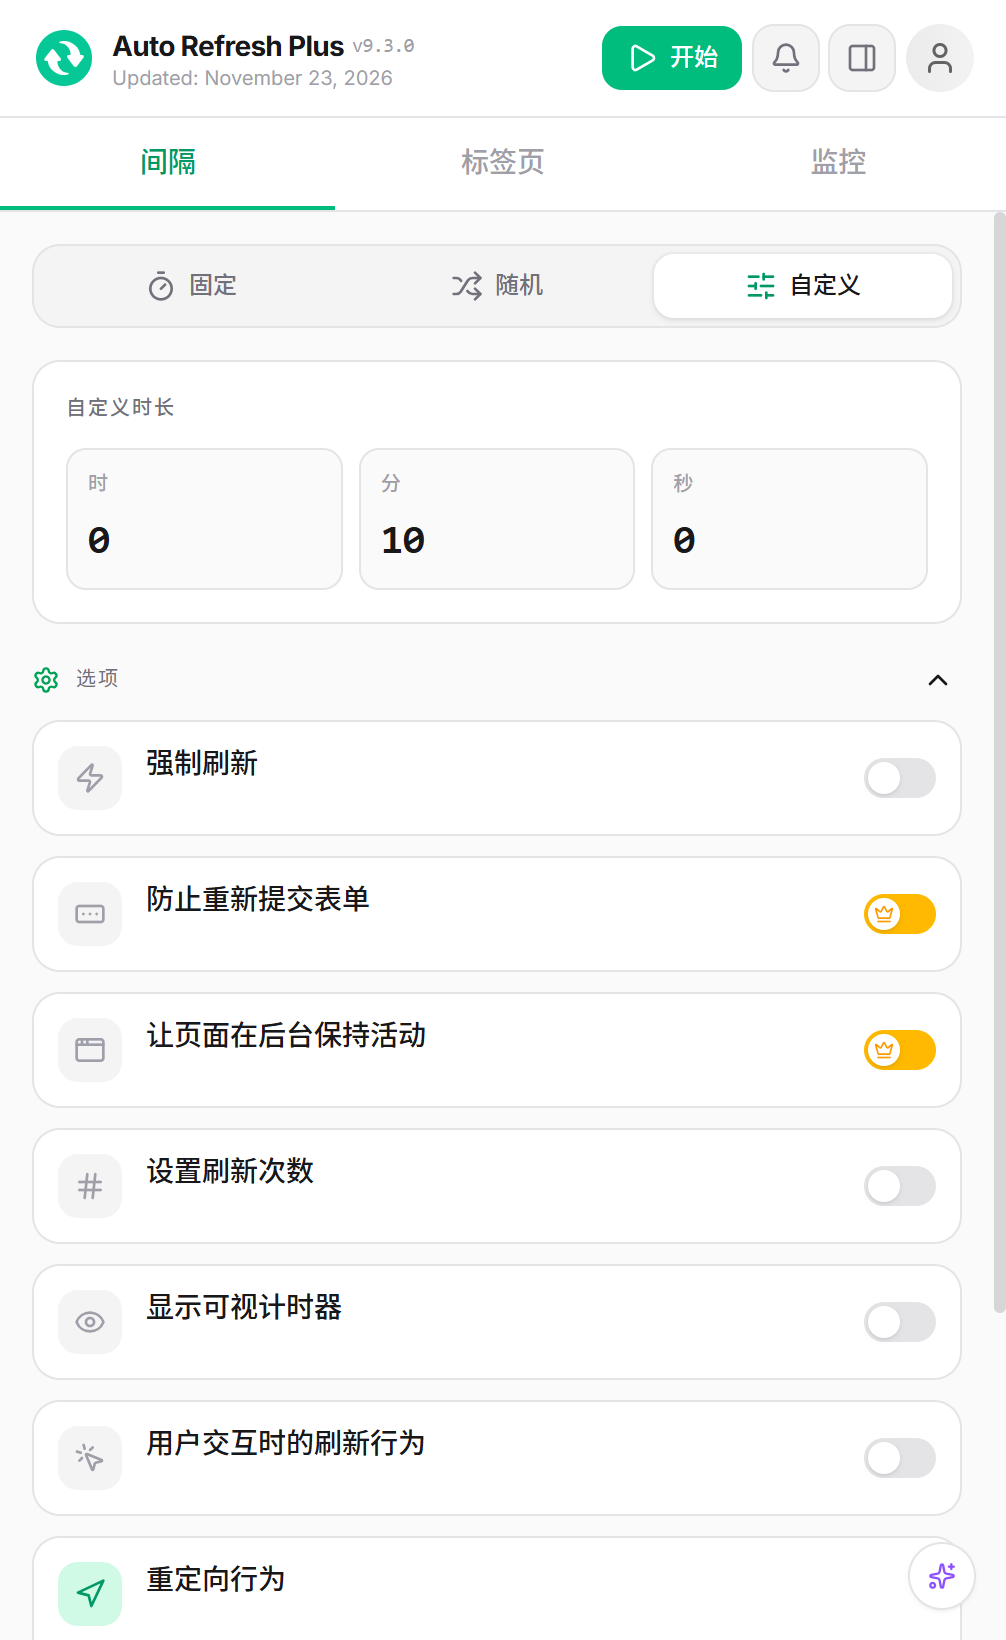 Auto Refresh Plus v9.3.0
Updated: November 23, 2026
开始
间隔
标签页
监控
固定
随机
自定义
自定义时长
时
分
秒
0
10
0
选项
强制刷新
防止重新提交表单
让页面在后台保持活动
设置刷新次数
显示可视计时器
用户交互时的刷新行为
重定向行为